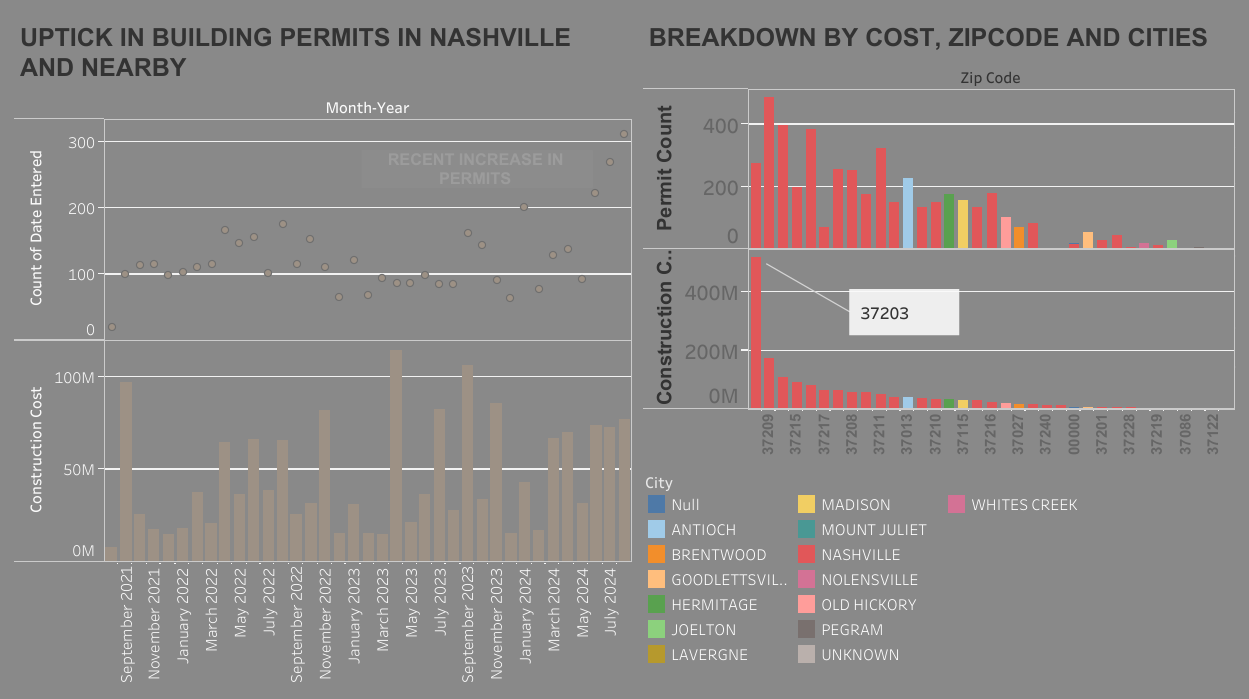 UPTICK IN BUILDING PERMITS IN NASHVILLE
AND NEARBY
Month-Year
Count of Date Entered
300
200
100
0
RECENT INCREASE IN
PERMITS
Construction Cost
100M
50M
0M
September 2021
November 2021
January 2022
March 2022
May 2022
July 2022
September 2022
November 2022
January 2023
March 2023
May 2023
July 2023
September 2023
November 2023
January 2024
March 2024
May 2024
July 2024
BREAKDOWN BY COST, ZIPCODE AND CITIES
Zip Code
Permit Count
400
200
0
Construction C..
400M
200M
0M
37203
37209
37215
37217
37208
37211
37013
37210
37115
37216
37027
37240
00000
37201
37228
37219
37086
37122
City
Null
ANTIOCH
BRENTWOOD
GOODLETTSVIL..
HERMITAGE
JOELTON
LAVERGNE
MADISON
MOUNT JULIET
NASHVILLE
NOLENSVILLE
OLD HICKORY
PEGRAM
UNKNOWN
WHITES CREEK